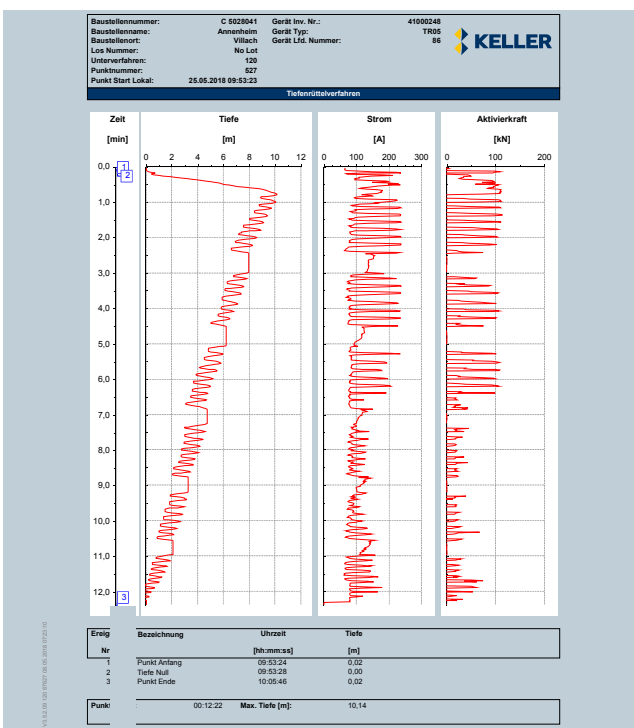 Baustellennummer: C 5028041 Gerät Inv. Nr.: 41000248
Baustellenname: Annenheim Gerät Typ: TR05
Baustellenort: Villach Gerät Lfd. Nummer: 86
Los Nummer: No Lot
Unterverfahren: 120
Punktnummer: 527
Punkt Start Lokal: 25.05.2018 09:53:23
KELLER
Tiefenrüttelverfahren
Zeit Tiefe Strom Aktivierkraft
[min] [m] [A] [kN]
0 2 4 6 8 10 12 0 100 200 300 0 100 200
0,0
1
2
1,0
2,0
3,0
4,0
5,0
6,0
7,0
8,0
9,0
10,0
11,0
12,0
3
Ereig Bezeichnung Uhrzeit Tiefe
Nr [hh:mm:ss] [m]
1 Punkt Anfang 09:53:24 0,02
2 Tiefe Null 09:53:28 0,00
3 Punkt Ende 10:05:46 0,02
Punkt : 00:12:22 Max. Tiefe [m]: 10,14